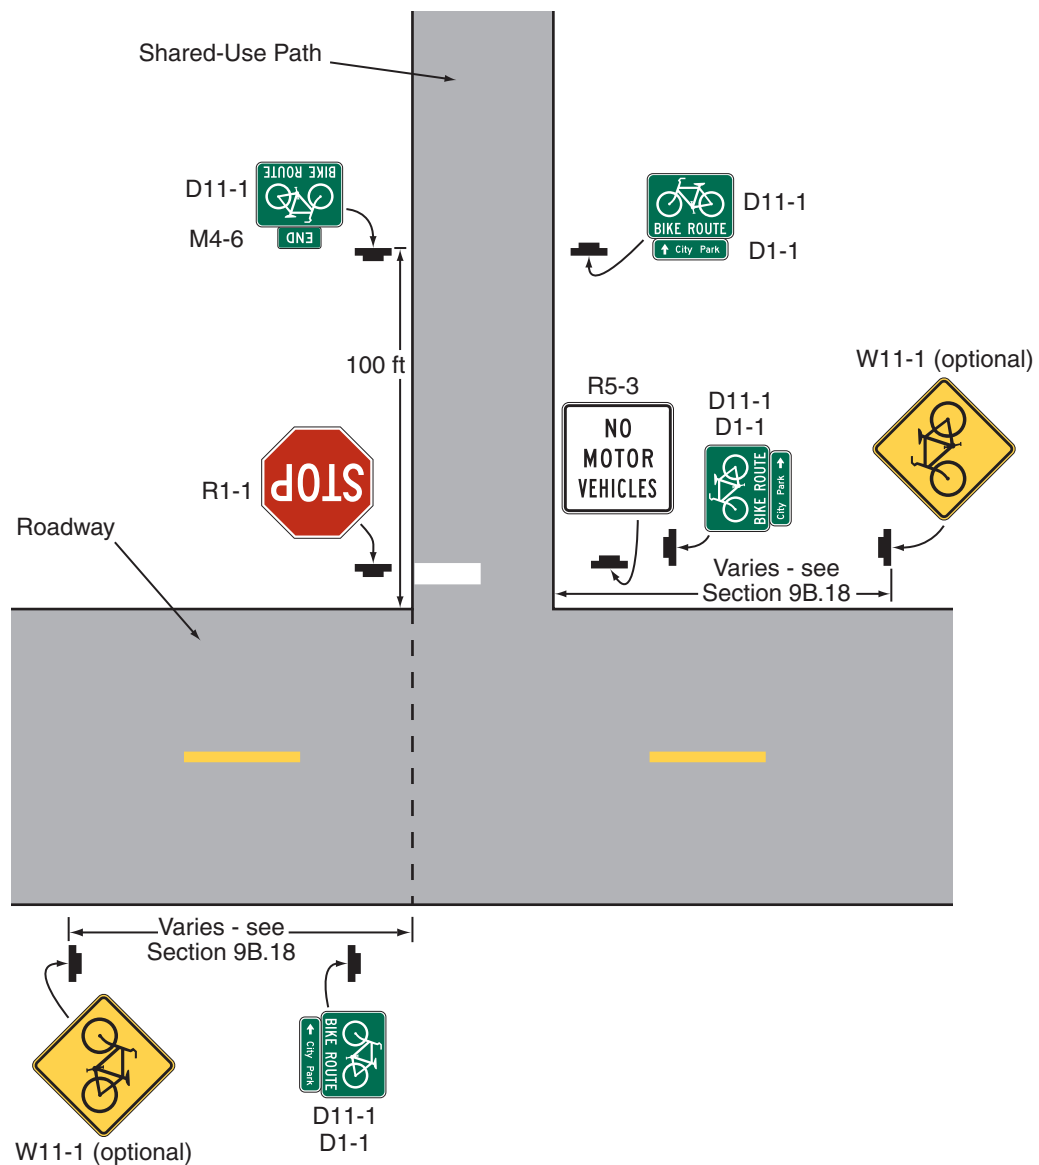 Shared-Use Path
D11-1
BIKE ROUTE
M4-6
END
BIKE ROUTE
D11-1
↑ City Park
D1-1
100 ft
W11-1 (optional)
R5-3
NO
MOTOR
VEHICLES
D11-1
D1-1
BIKE ROUTE
City Park ↑
R1-1
STOP
Roadway
Varies - see
Section 9B.18
Varies - see
Section 9B.18
BIKE ROUTE
↑ City Park
D11-1
D1-1
W11-1 (optional)